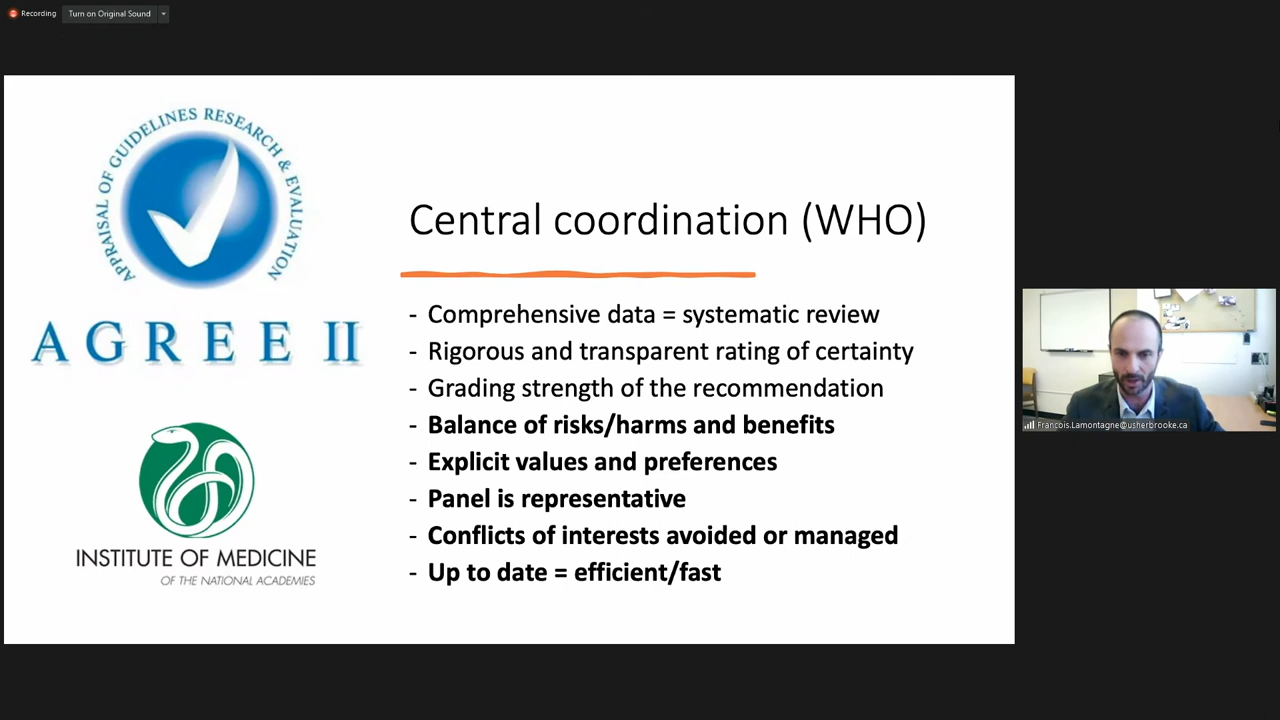 Recording
Turn on Original Sound
APPRAISAL OF GUIDELINES RESEARCH & EVALUATION
AGREE II
INSTITUTE OF MEDICINE
OF THE NATIONAL ACADEMIES
Central coordination (WHO)
- Comprehensive data = systematic review
- Rigorous and transparent rating of certainty
- Grading strength of the recommendation
- Balance of risks/harms and benefits
- Explicit values and preferences
- Panel is representative
- Conflicts of interests avoided or managed
- Up to date = efficient/fast
Francois.Lamontagne@usherbrooke.ca